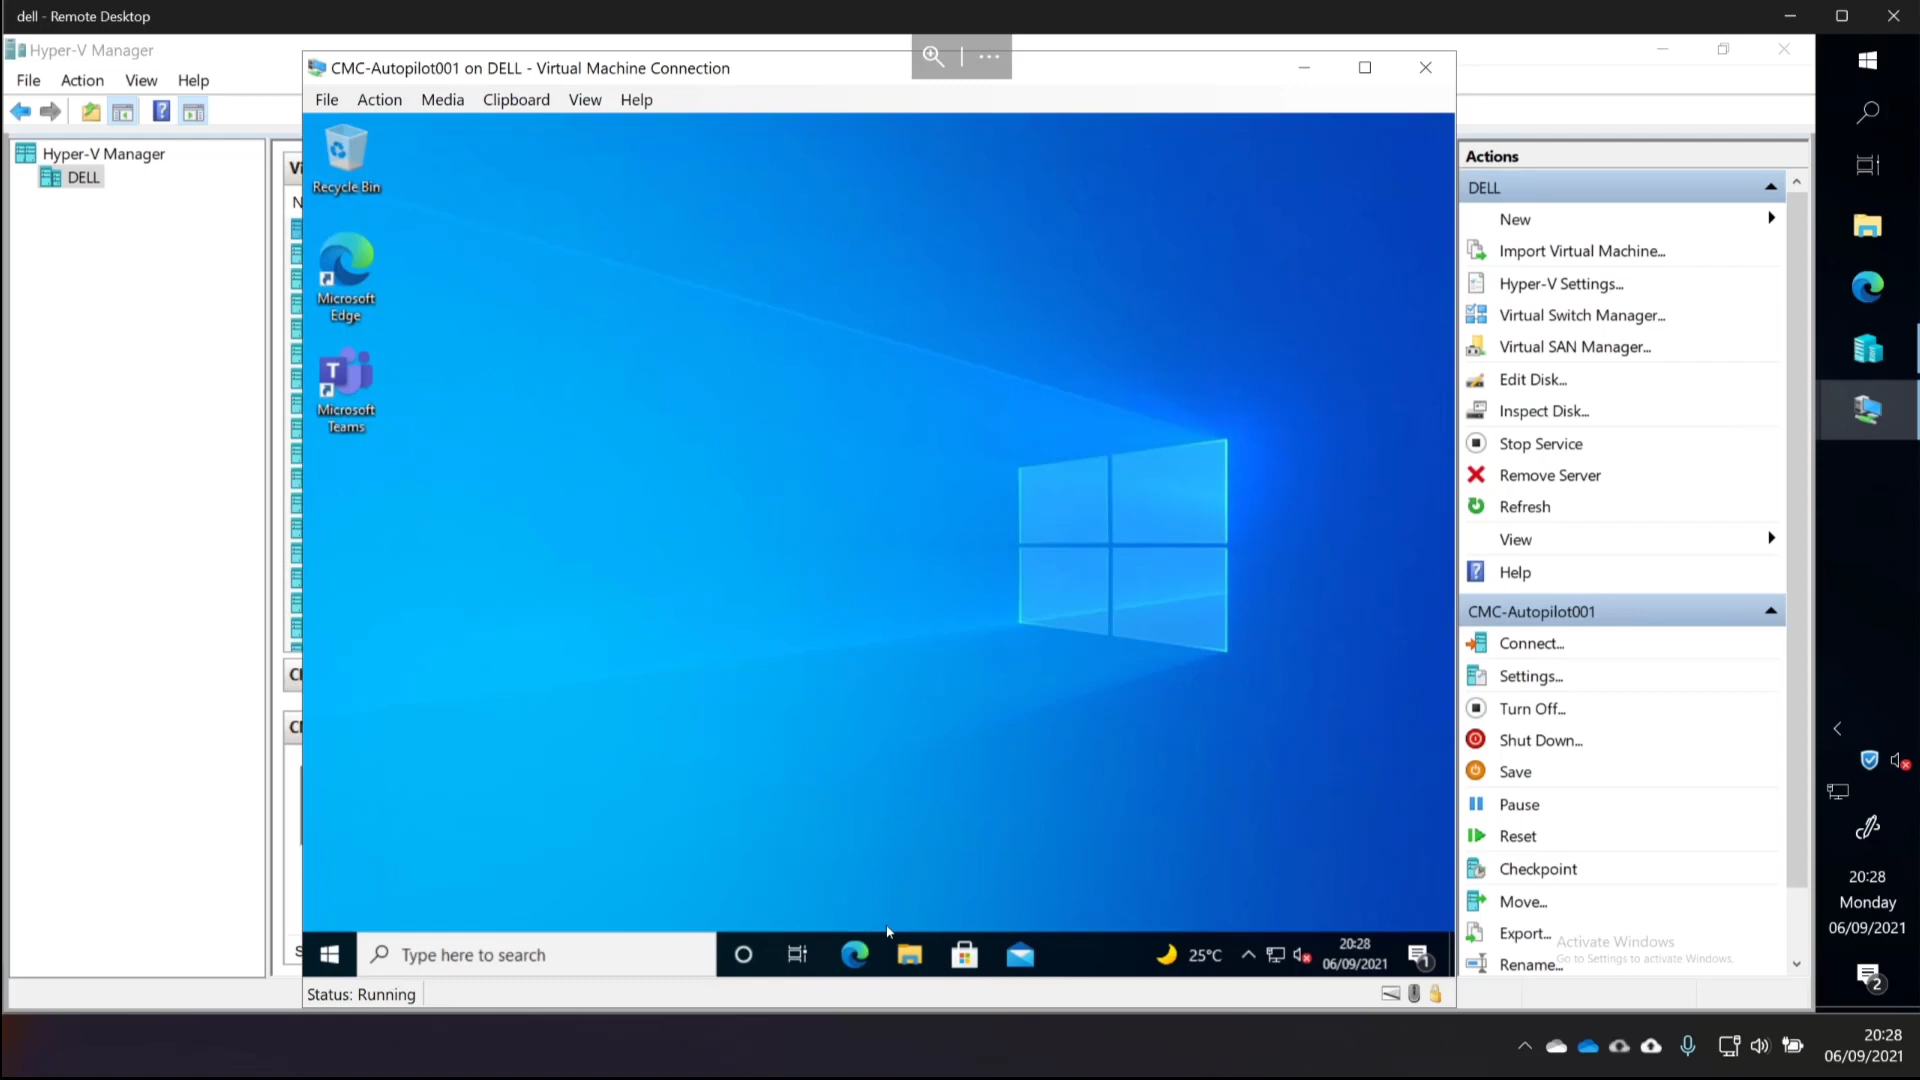 dell - Remote Desktop
Hyper-V Manager
File Action View Help
Hyper-V Manager
DELL
CMC-Autopilot001 on DELL - Virtual Machine Connection
File Action Media Clipboard View Help
Recycle Bin
Microsoft
Edge
Microsoft
Teams
Type here to search
25°C
20:28
06/09/2021
1
Status: Running
Actions
DELL
New
Import Virtual Machine...
Hyper-V Settings...
Virtual Switch Manager...
Virtual SAN Manager...
Edit Disk...
Inspect Disk...
Stop Service
Remove Server
Refresh
View
Help
CMC-Autopilot001
Connect...
Settings...
Turn Off...
Shut Down...
Save
Pause
Reset
Checkpoint
Move...
Export...
Rename...
Activate Windows
Go to Settings to activate Windows.
20:28
Monday
06/09/2021
2
20:28
06/09/2021